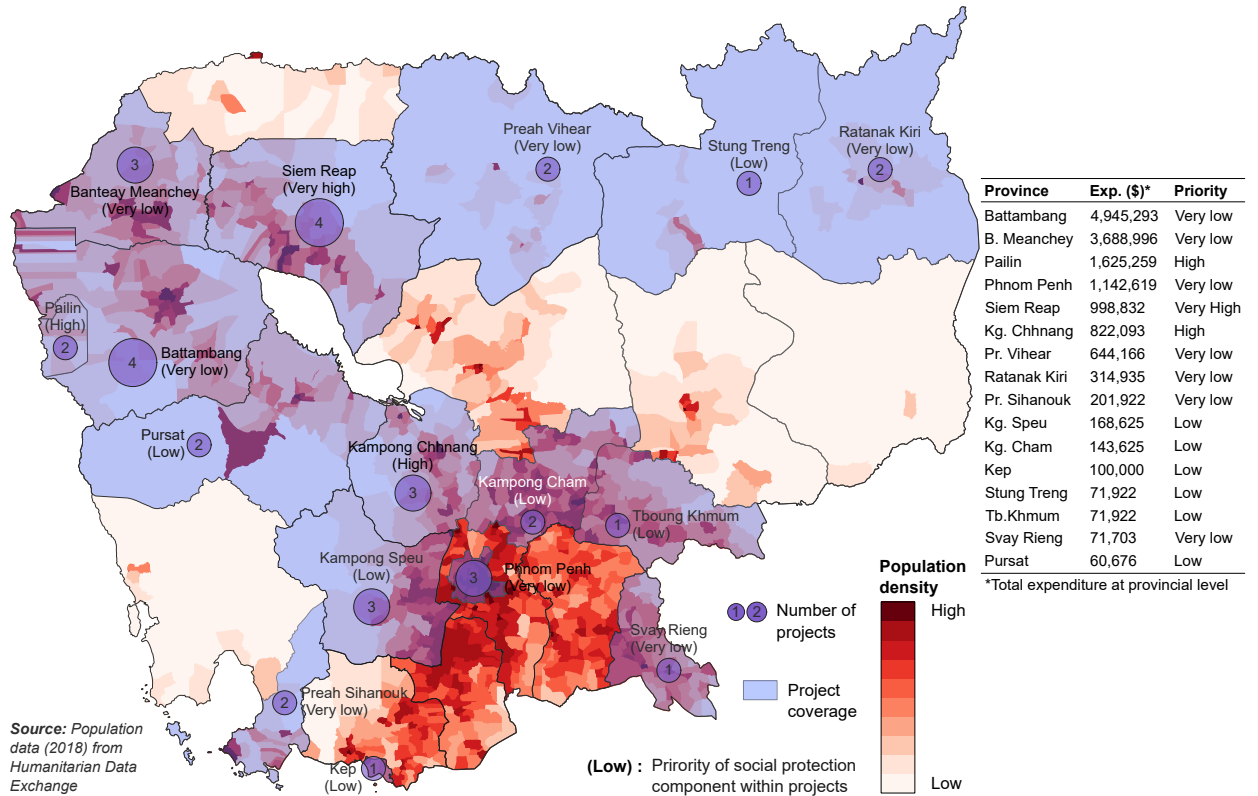 Preah Vihear
(Very low)
2
Stung Treng
(Low)
1
Ratanak Kiri
(Very low)
2
3
Banteay Meanchey
(Very low)
Siem Reap
(Very high)
4
Pailin
(High)
2
4
Battambang
(Very low)
Pursat
(Low)
2
Kampong Chhnang
(High)
3
Kampong Cham
(Low)
2
Tboung Khmum
(Low)
1
Kampong Speu
(Low)
3
Phnom Penh
(Very low)
3
Svay Rieng
(Very low)
1
Preah Sihanouk
(Very low)
2
Kep
(Low)
1
Province Exp. ($)* Priority
Battambang 4,945,293 Very low
B. Meanchey 3,688,996 Very low
Pailin 1,625,259 High
Phnom Penh 1,142,619 Very low
Siem Reap 998,832 Very High
Kg. Chhnang 822,093 High
Pr. Vihear 644,166 Very low
Ratanak Kiri 314,935 Very low
Pr. Sihanouk 201,922 Very low
Kg. Speu 168,625 Low
Kg. Cham 143,625 Low
Kep 100,000 Low
Stung Treng 71,922 Low
Tb.Khmum 71,922 Low
Svay Rieng 71,703 Very low
Pursat 60,676 Low
*Total expenditure at provincial level
Population
density
High
Low
1 2 Number of
projects
Project
coverage
(Low) : Prirority of social protection
component within projects
Source: Population
data (2018) from
Humanitarian Data
Exchange